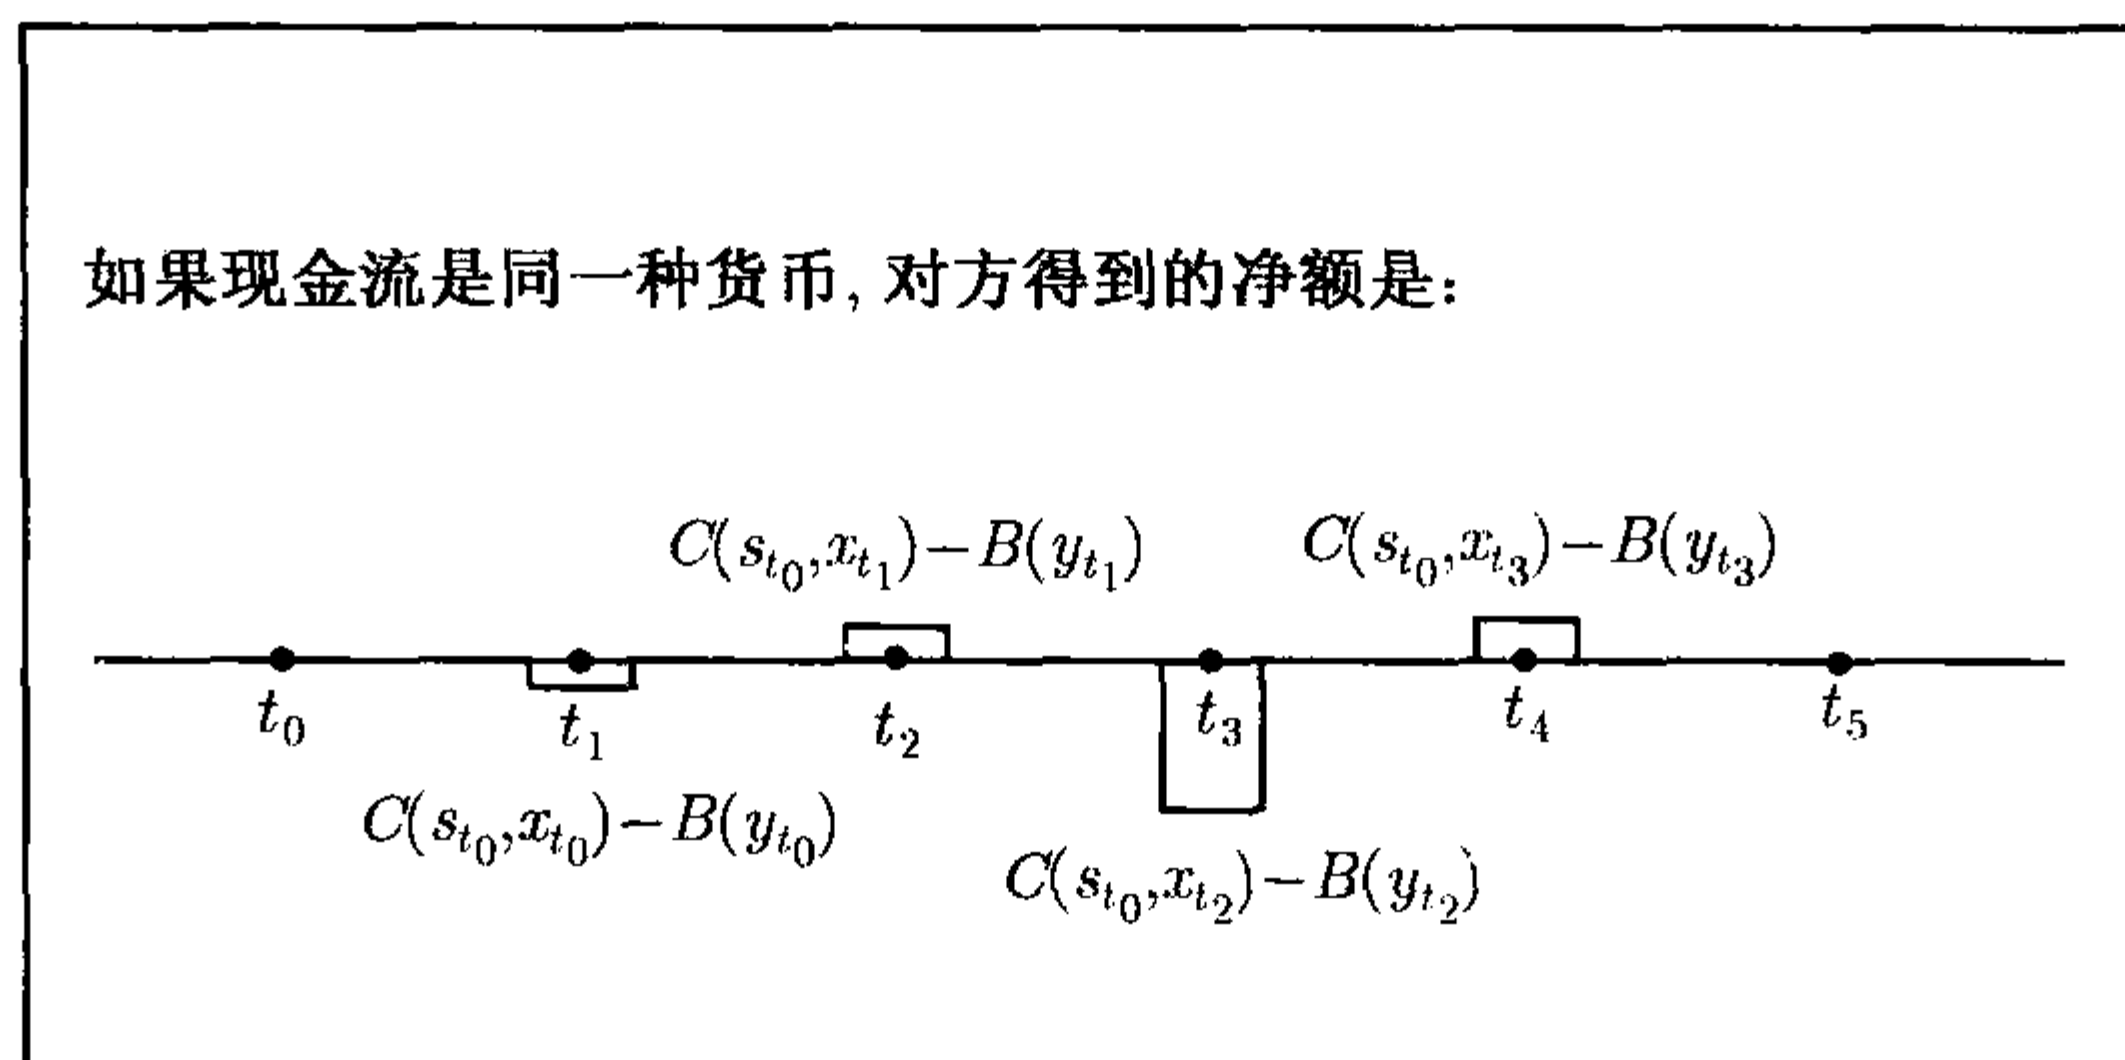 如果现金流是同一种货币, 对方得到的净额是:
C(s_{t_0},x_{t_1})−B(y_{t_1}) C(s_{t_0},x_{t_3})−B(y_{t_3})
t_0 t_1 t_2 t_3 t_4 t_5
C(s_{t_0},x_{t_0})−B(y_{t_0})
C(s_{t_0},x_{t_2})−B(y_{t_2})